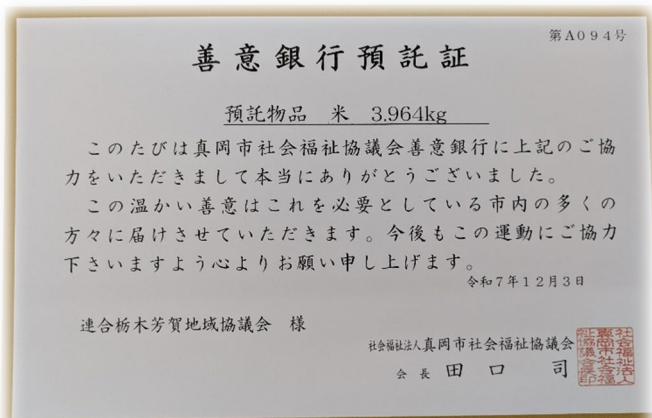 第A094号
善意銀行預託証
預託物品　米　3.964kg
このたびは真岡市社会福祉協議会善意銀行に上記のご協
力をいただきまして本当にありがとうございました。
この温かい善意はこれを必要としている市内の多くの
方々に届けさせていただきます。今後もこの運動にご協力
下さいますよう心よりお願い申し上げます。
令和7年12月3日
連合栃木芳賀地域協議会　様
社会福祉法人真岡市社会福祉協議会
会長　田口　司